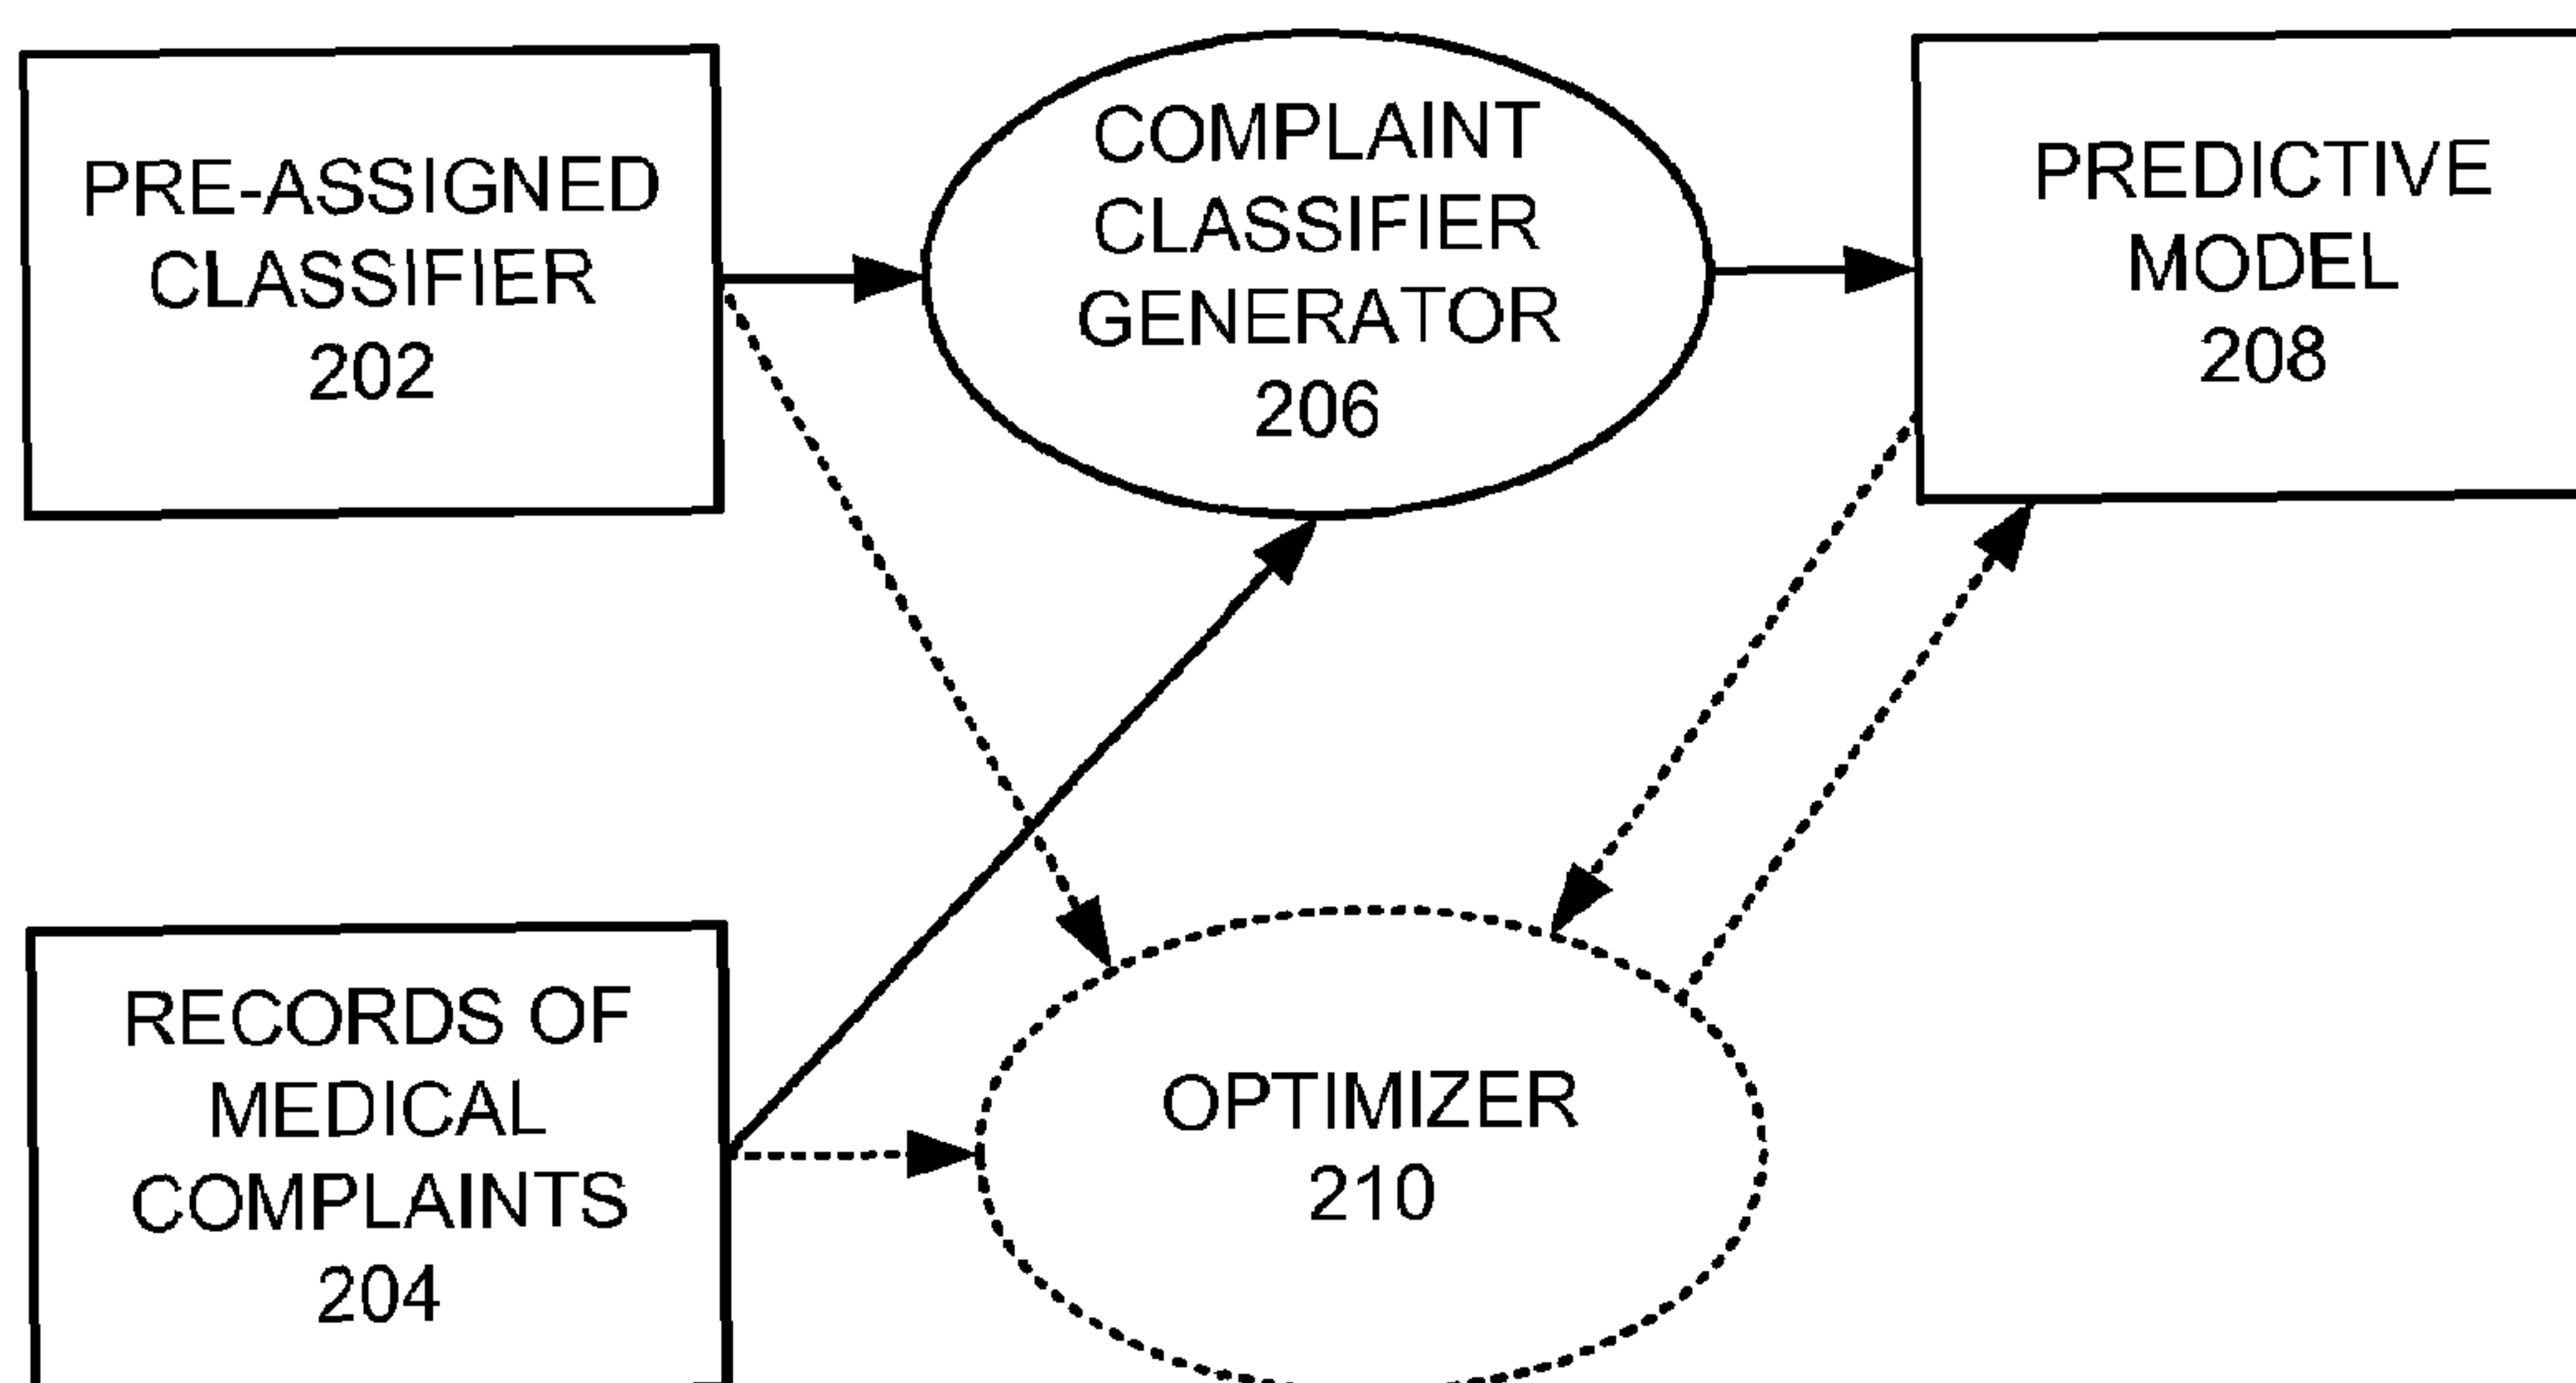 PRE-ASSIGNED
CLASSIFIER
202
COMPLAINT
CLASSIFIER
GENERATOR
206
PREDICTIVE
MODEL
208
RECORDS OF
MEDICAL
COMPLAINTS
204
OPTIMIZER
210